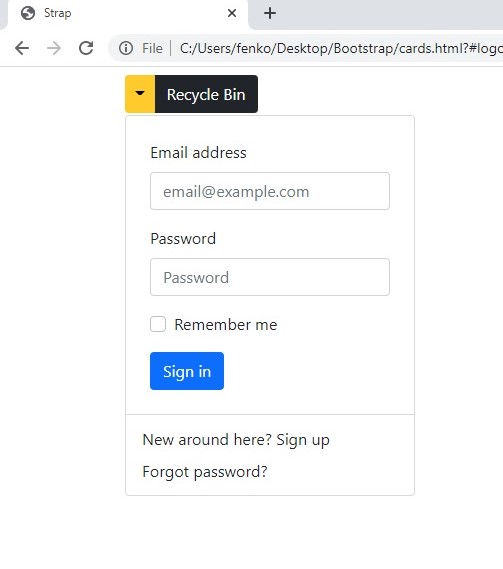 Strap
File C:/Users/fenko/Desktop/Bootstrap/cards.html?#logo
Recycle Bin
Email address
email@example.com
Password
Password
Remember me
Sign in
New around here? Sign up
Forgot password?